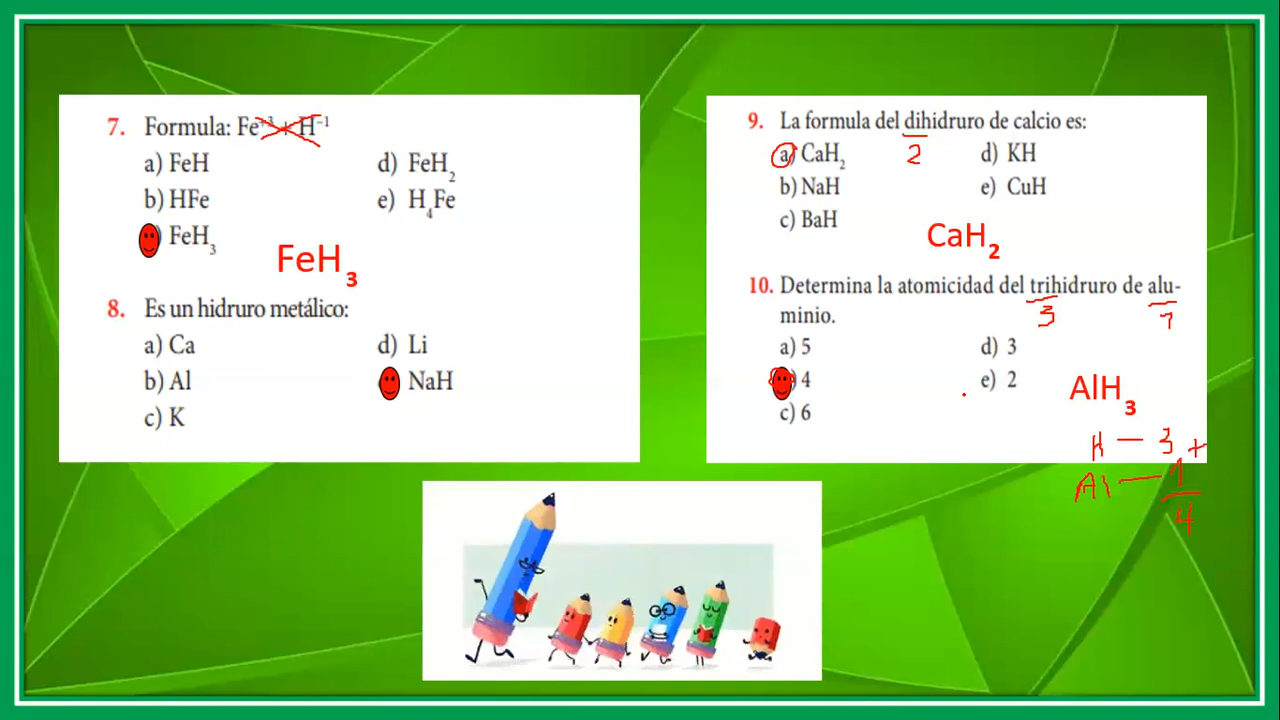 7. Formula: Fe⁺³ + H⁻¹
a) FeH
d) FeH₂
b) HFe
e) H₄Fe
) FeH₃
FeH₃
8. Es un hidruro metálico:
a) Ca
d) Li
b) Al
NaH
c) K
9. La formula del dihidruro de calcio es:
2
a) CaH₂
d) KH
b) NaH
e) CuH
c) BaH
CaH₂
10. Determina la atomicidad del trihidruro de alu-
minio.
3
1
a) 5
d) 3
) 4
e) 2
c) 6
AlH₃
H — 3 +
Al — 1
4